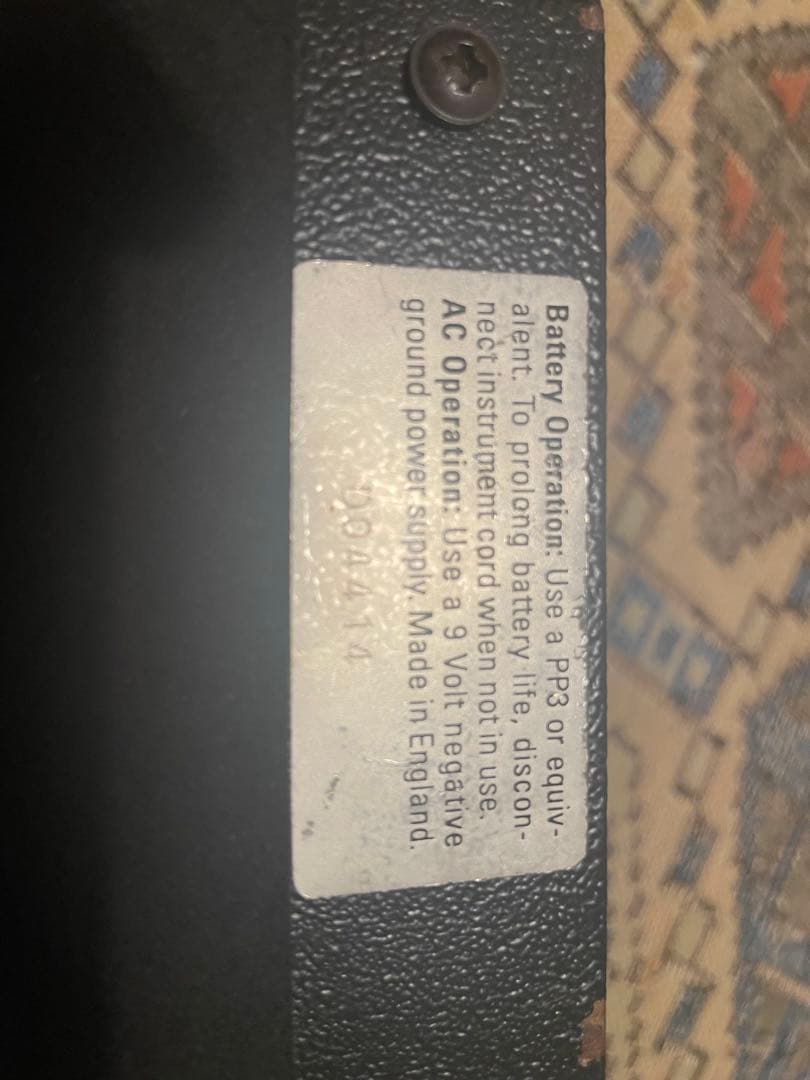 Battery Operation: Use a PP3 or equiv-
alent. To prolong battery life, discon-
nect instrument cord when not in use.
AC Operation: Use a 9 Volt negative
ground power supply. Made in England.